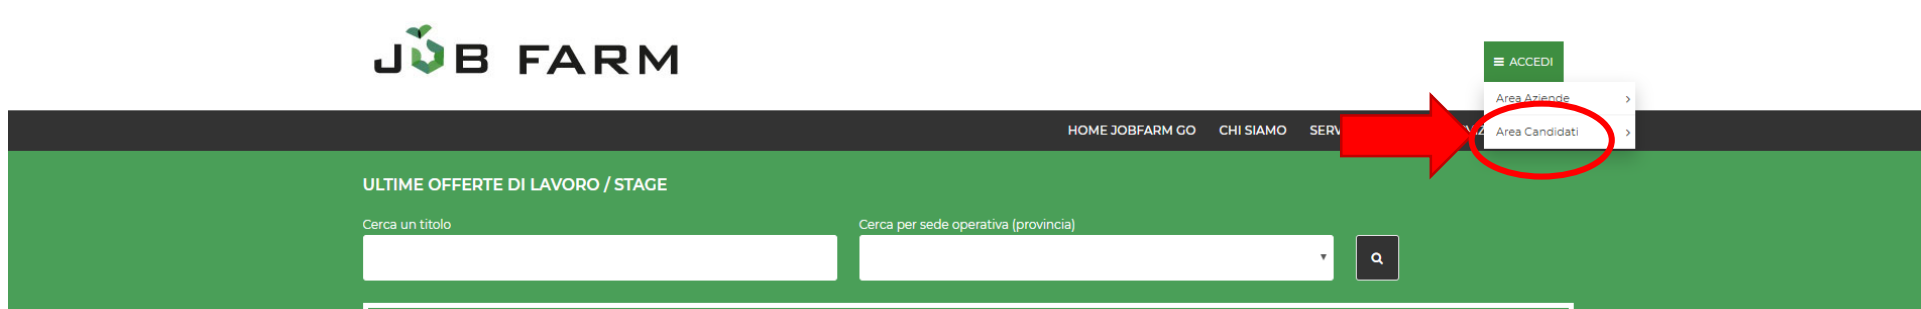 JOB FARM
≡ ACCEDI
Area Aziende >
HOME JOBFARM GO CHI SIAMO
Area Candidati >
ULTIME OFFERTE DI LAVORO / STAGE
Cerca un titolo
Cerca per sede operativa (provincia)